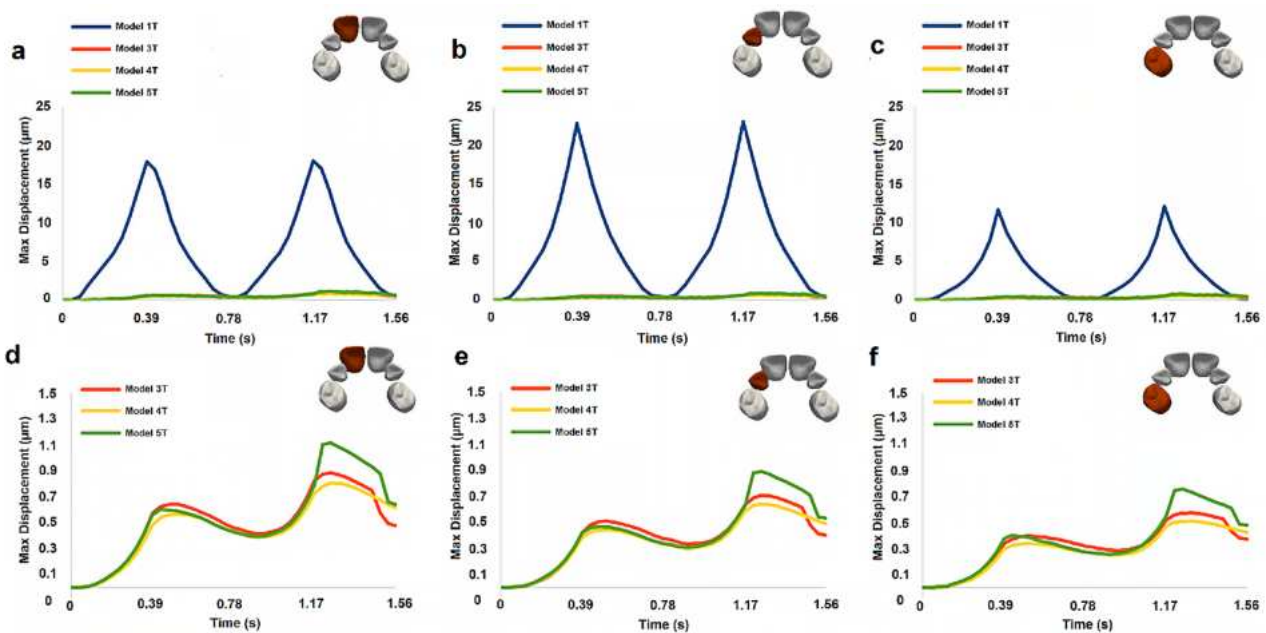 a
Model 1T
Model 3T
Model 4T
Model 5T
25
20
15
10
5
0
Max Displacement (µm)
0 0.39 0.78 1.17 1.56
Time (s)
b
Model 1T
Model 3T
Model 4T
Model 5T
25
20
15
10
5
0
Max Displacement (µm)
0 0.39 0.78 1.17 1.56
Time (s)
c
Model 1T
Model 3T
Model 4T
Model 5T
25
20
15
10
5
0
Max Displacement (µm)
0 0.39 0.78 1.17 1.56
Time (s)
d
Model 3T
Model 4T
Model 5T
1.5
1.3
1.1
0.9
0.7
0.5
0.3
0.1
0
Max Displacement (µm)
0 0.39 0.78 1.17 1.56
Time (s)
e
Model 3T
Model 4T
Model 5T
1.5
1.3
1.1
0.9
0.7
0.5
0.3
0.1
0
Max Displacement (µm)
0 0.39 0.78 1.17 1.56
Time (s)
f
Model 3T
Model 4T
Model 5T
1.5
1.3
1.1
0.9
0.7
0.5
0.3
0.1
0
Max Displacement (µm)
0 0.39 0.78 1.17 1.56
Time (s)